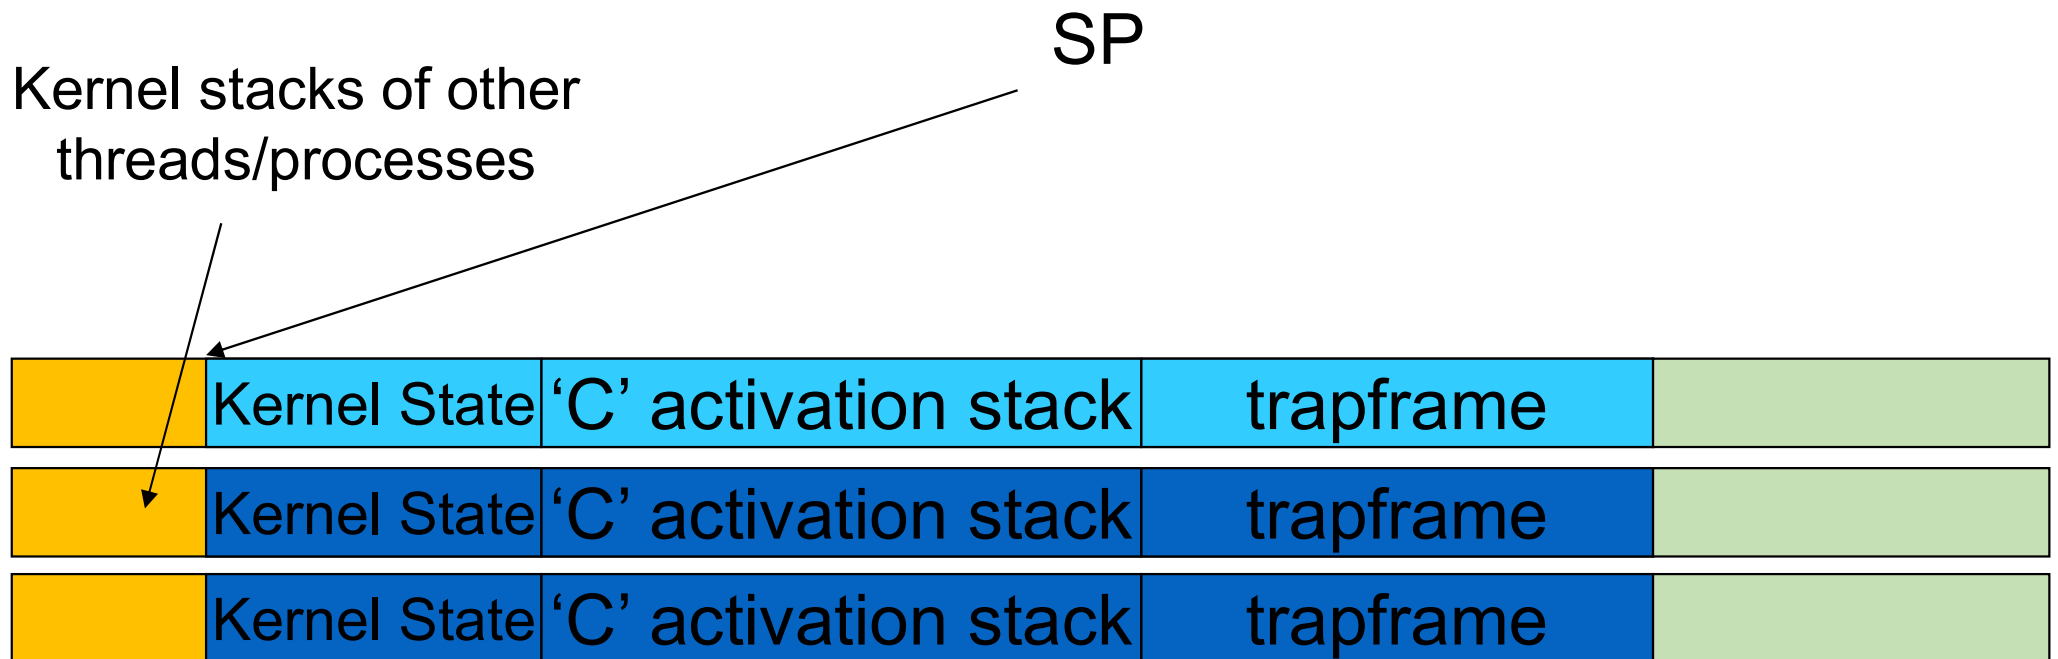 SP
Kernel stacks of other
threads/processes
Kernel State ‘C’ activation stack trapframe
Kernel State ‘C’ activation stack trapframe
Kernel State ‘C’ activation stack trapframe